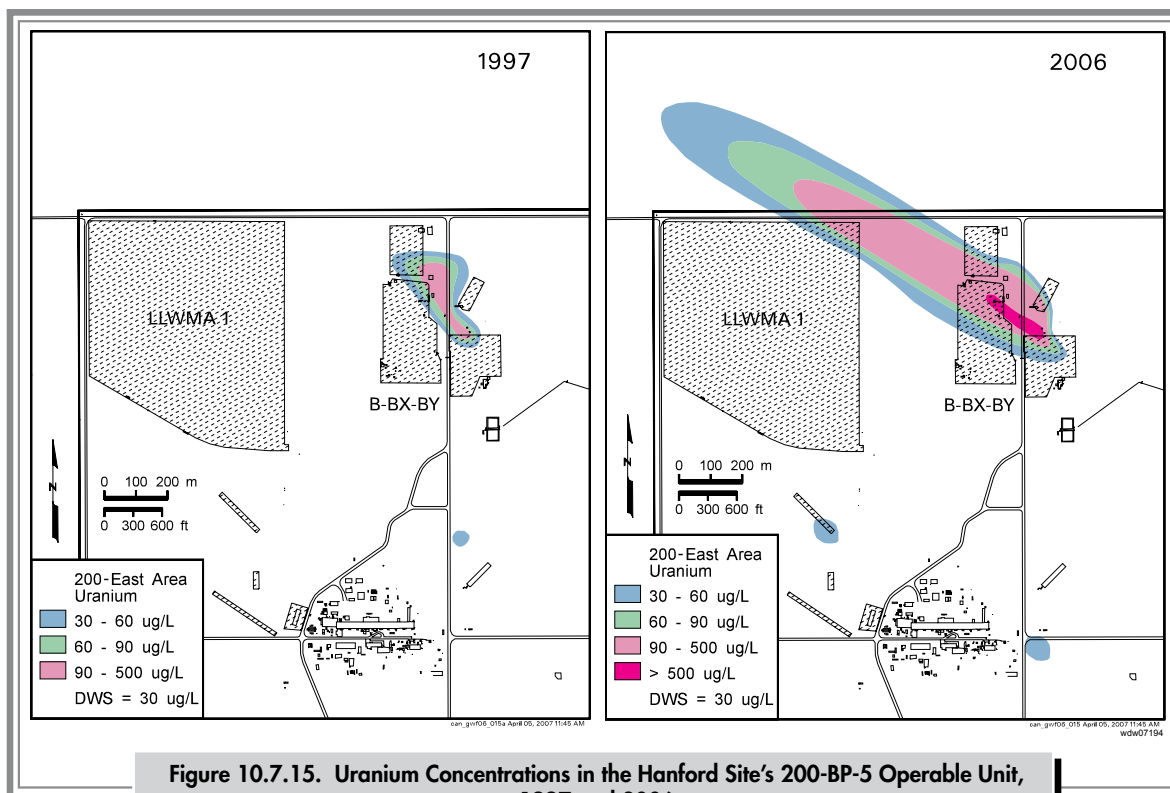 1997
LLWMA 1
B-BX-BY
N
0 100 200 m
0 300 600 ft
200-East Area
Uranium
30 - 60 ug/L
60 - 90 ug/L
90 - 500 ug/L
DWS = 30 ug/L
can_gwf06_015a April 05, 2007 11:45 AM
2006
LLWMA 1
B-BX-BY
N
0 100 200 m
0 300 600 ft
200-East Area
Uranium
30 - 60 ug/L
60 - 90 ug/L
90 - 500 ug/L
> 500 ug/L
DWS = 30 ug/L
can_gwf06_015 April 05, 2007 11:45 AM
wdw07194
Figure 10.7.15. Uranium Concentrations in the Hanford Site's 200-BP-5 Operable Unit,